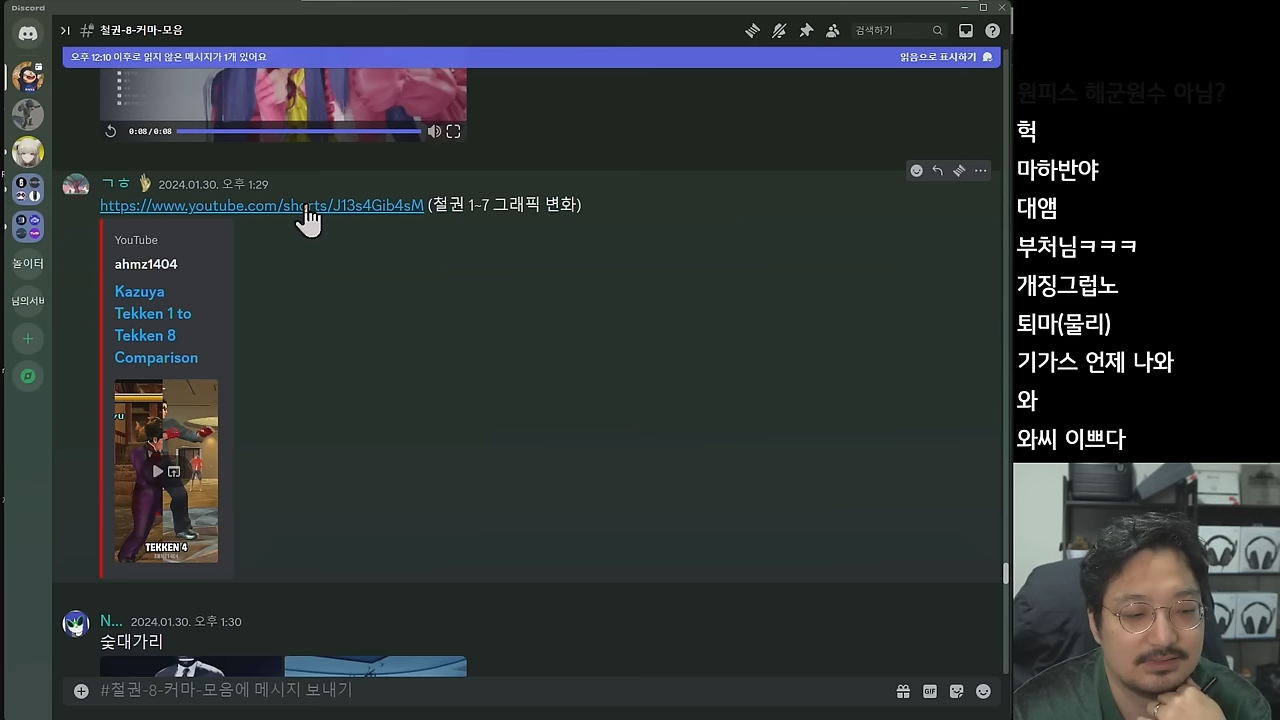 Discord
철권-8-커마-모음
검색하기
오후 12:10 이후로 읽지 않은 메시지가 1개 있어요
읽음으로 표시하기
0:08/0:08
ㄱㅎ 2024.01.30. 오후 1:29
https://www.youtube.com/shorts/J13s4Gib4sM (철권 1~7 그래픽 변화)
YouTube
ahmz1404
Kazuya
Tekken 1 to
Tekken 8
Comparison
TEKKEN 4
N... 2024.01.30. 오후 1:30
숯대가리
#철권-8-커마-모음에 메시지 보내기
GIF
놀이터
님의서버
원피스 해군원수 아님?
헉
마하반야
대앰
부처님ㅋㅋㅋ
개징그럽노
퇴마(물리)
기가스 언제 나와
와
와씨 이쁘다